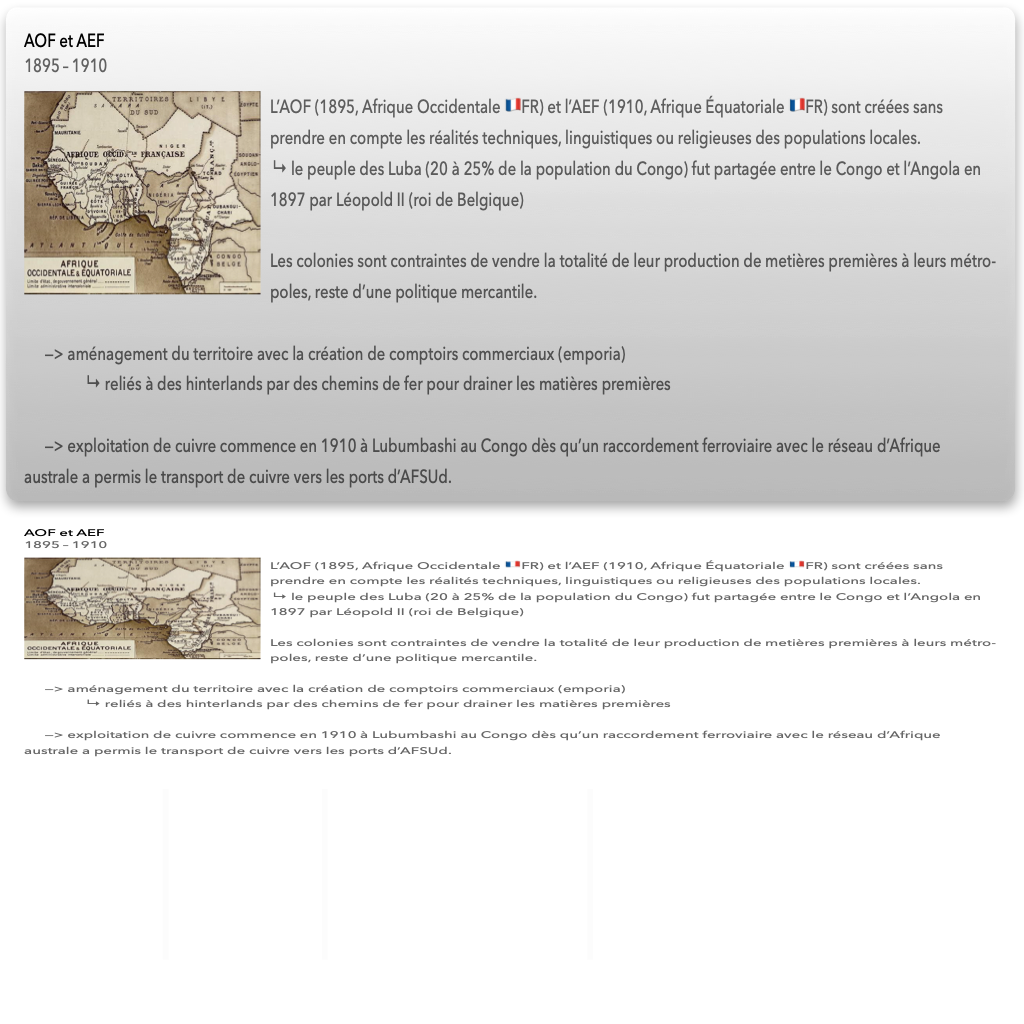 AOF et AEF
1895 – 1910
L’AOF (1895, Afrique Occidentale 🇫🇷FR) et l’AEF (1910, Afrique Équatoriale 🇫🇷FR) sont créées sans
prendre en compte les réalités techniques, linguistiques ou religieuses des populations locales.
↳ le peuple des Luba (20 à 25% de la population du Congo) fut partagée entre le Congo et l’Angola en
1897 par Léopold II (roi de Belgique)
TERRITOIRES
DU SUD
LIBYE
SAHARA
MAURITANIE
NIGER
AFRIQUE OCCIDle FRANÇAISE
SOUDAN
TCHAD
NIGERIA
CAMEROUN
OUBANGUI-
CHARI
ATLANTIQUE
CONGO
BELGE
AFRIQUE
OCCIDENTALE & ÉQUATORIALE
Les colonies sont contraintes de vendre la totalité de leur production de metières premières à leurs métro-
poles, reste d’une politique mercantile.
—> aménagement du territoire avec la création de comptoirs commerciaux (emporia)
↳ reliés à des hinterlands par des chemins de fer pour drainer les matières premières
—> exploitation de cuivre commence en 1910 à Lubumbashi au Congo dès qu’un raccordement ferroviaire avec le réseau d’Afrique
australe a permis le transport de cuivre vers les ports d’AFSUd.
AOF et AEF
1895 – 1910
L’AOF (1895, Afrique Occidentale 🇫🇷FR) et l’AEF (1910, Afrique Équatoriale 🇫🇷FR) sont créées sans
prendre en compte les réalités techniques, linguistiques ou religieuses des populations locales.
↳ le peuple des Luba (20 à 25% de la population du Congo) fut partagée entre le Congo et l’Angola en
1897 par Léopold II (roi de Belgique)
AFRIQUE
OCCIDENTALE & ÉQUATORIALE
Les colonies sont contraintes de vendre la totalité de leur production de metières premières à leurs métro-
poles, reste d’une politique mercantile.
—> aménagement du territoire avec la création de comptoirs commerciaux (emporia)
↳ reliés à des hinterlands par des chemins de fer pour drainer les matières premières
—> exploitation de cuivre commence en 1910 à Lubumbashi au Congo dès qu’un raccordement ferroviaire avec le réseau d’Afrique
australe a permis le transport de cuivre vers les ports d’AFSUd.